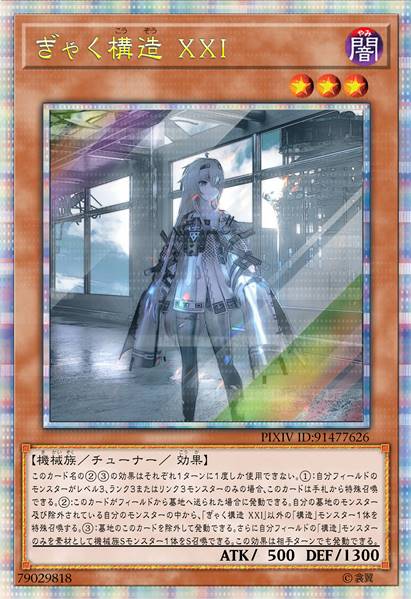 ぎゃく構造 XXI
こう ぞう
やみ
闇
PIXIV ID:91477626
【機械族／チューナー／効果】
このカード名の②③の効果はそれぞれ1ターンに1度しか使用できない。①:自分フィールドの
モンスターがレベル3、ランク3またはリンク3モンスターのみの場合、このカードは手札から特殊召喚
できる。②:このカードがフィールドから墓地へ送られた場合に発動できる。自分の墓地のモンスター
及び除外されている自分のモンスターの中から、「ぎゃく構造 XXI」以外の「構造」モンスター1体を
特殊召喚する。③:墓地のこのカードを除外して発動できる。さらに自分フィールドの「構造」モンスター
のみを素材として機械族Sモンスター1体をS召喚できる。この効果は相手ターンでも発動できる。
ATK/ 500 DEF/1300
79029818
©袁翼